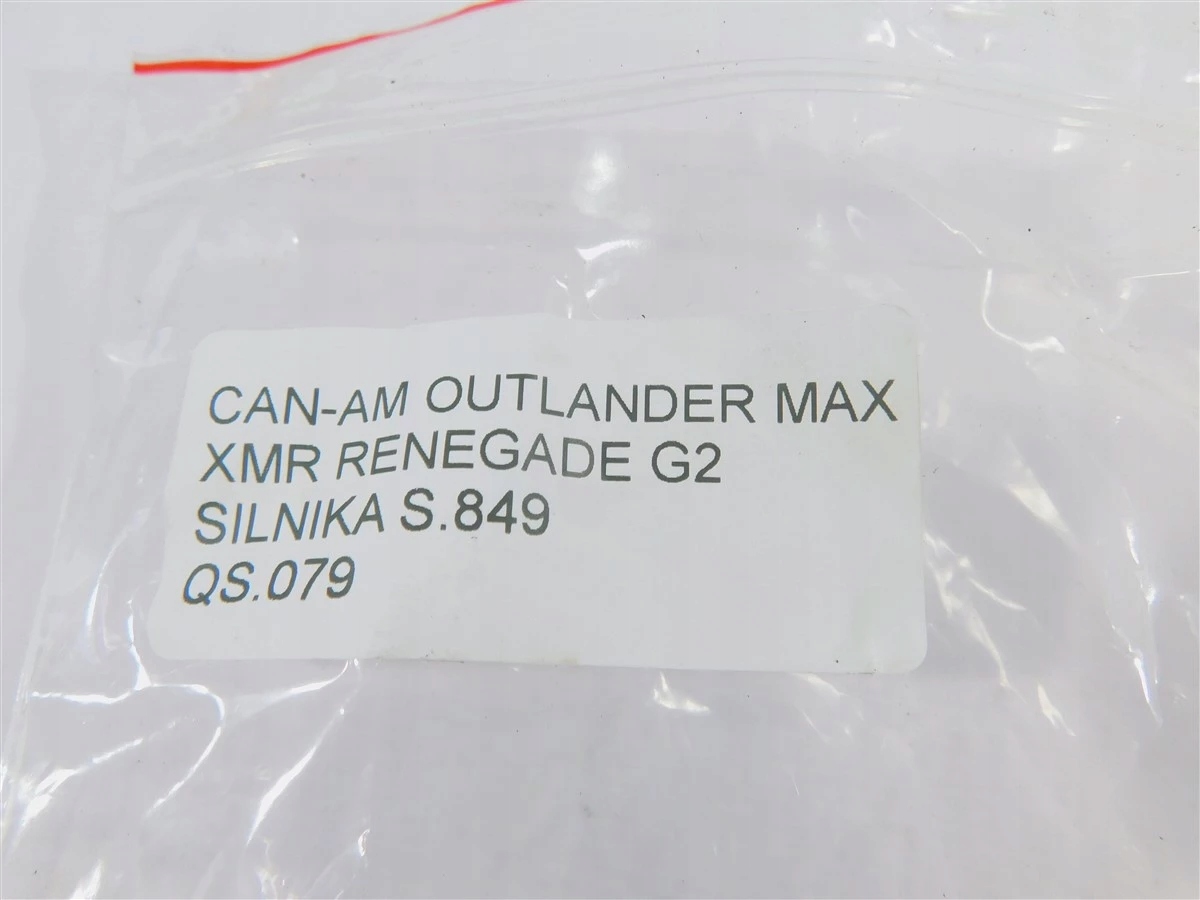 CAN-AM OUTLANDER MAX
XMR RENEGADE G2
SILNIKA S.849
QS.079